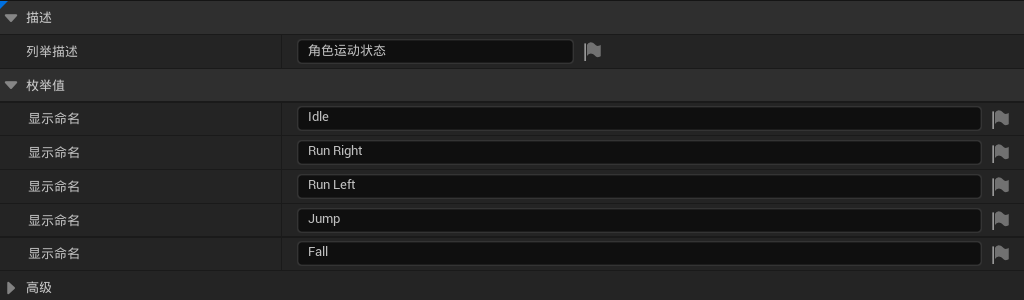 描述
列举描述 角色运动状态
枚举值
显示命名 Idle
显示命名 Run Right
显示命名 Run Left
显示命名 Jump
显示命名 Fall
高级